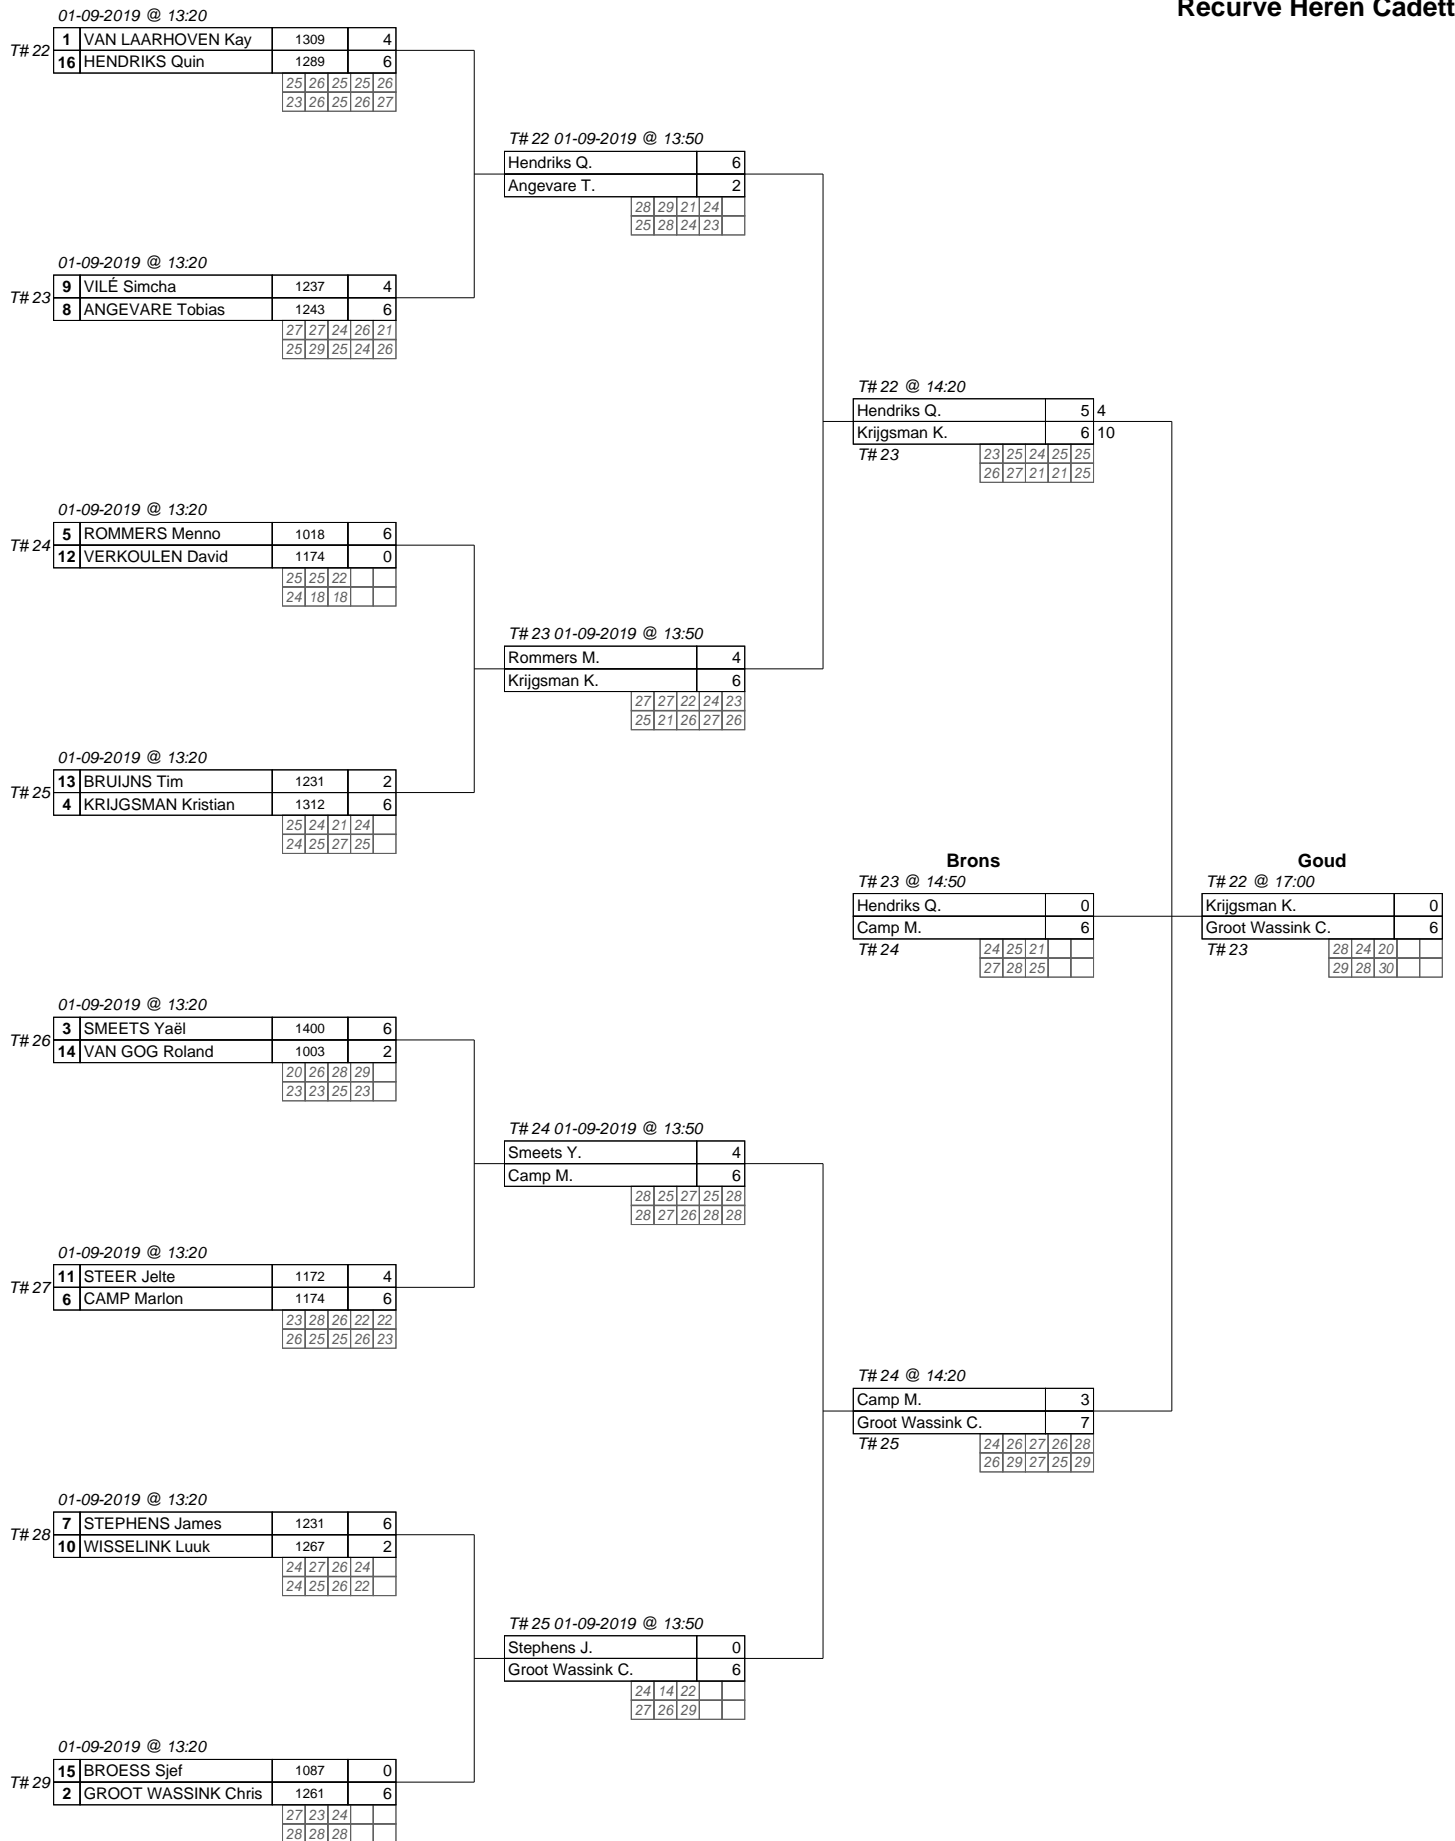 Recurve Heren Cadett
01-09-2019 @ 13:20
T# 22
1 VAN LAARHOVEN Kay 1309 4
16 HENDRIKS Quin 1289 6
25 26 25 25 26
23 26 25 26 27
T# 22 01-09-2019 @ 13:50
Hendriks Q. 6
Angevare T. 2
28 29 21 24
25 28 24 23
01-09-2019 @ 13:20
T# 23
9 VILÉ Simcha 1237 4
8 ANGEVARE Tobias 1243 6
27 27 24 26 21
25 29 25 24 26
T# 22 @ 14:20
Hendriks Q. 5 4
Krijgsman K. 6 10
T# 23
23 25 24 25 25
26 27 21 21 25
01-09-2019 @ 13:20
T# 24
5 ROMMERS Menno 1018 6
12 VERKOULEN David 1174 0
25 25 22
24 18 18
T# 23 01-09-2019 @ 13:50
Rommers M. 4
Krijgsman K. 6
27 27 22 24 23
25 21 26 27 26
01-09-2019 @ 13:20
T# 25
13 BRUIJNS Tim 1231 2
4 KRIJGSMAN Kristian 1312 6
25 24 21 24
24 25 27 25
Brons
T# 23 @ 14:50
Hendriks Q. 0
Camp M. 6
T# 24
24 25 21
27 28 25
Goud
T# 22 @ 17:00
Krijgsman K. 0
Groot Wassink C. 6
T# 23
28 24 20
29 28 30
01-09-2019 @ 13:20
T# 26
3 SMEETS Yaël 1400 6
14 VAN GOG Roland 1003 2
20 26 28 29
23 23 25 23
T# 24 01-09-2019 @ 13:50
Smeets Y. 4
Camp M. 6
28 25 27 25 28
28 27 26 28 28
01-09-2019 @ 13:20
T# 27
11 STEER Jelte 1172 4
6 CAMP Marlon 1174 6
23 28 26 22 22
26 25 25 26 23
T# 24 @ 14:20
Camp M. 3
Groot Wassink C. 7
T# 25
24 26 27 26 28
26 29 27 25 29
01-09-2019 @ 13:20
T# 28
7 STEPHENS James 1231 6
10 WISSELINK Luuk 1267 2
24 27 26 24
24 25 26 22
T# 25 01-09-2019 @ 13:50
Stephens J. 0
Groot Wassink C. 6
24 14 22
27 26 29
01-09-2019 @ 13:20
T# 29
15 BROESS Sjef 1087 0
2 GROOT WASSINK Chris 1261 6
27 23 24
28 28 28